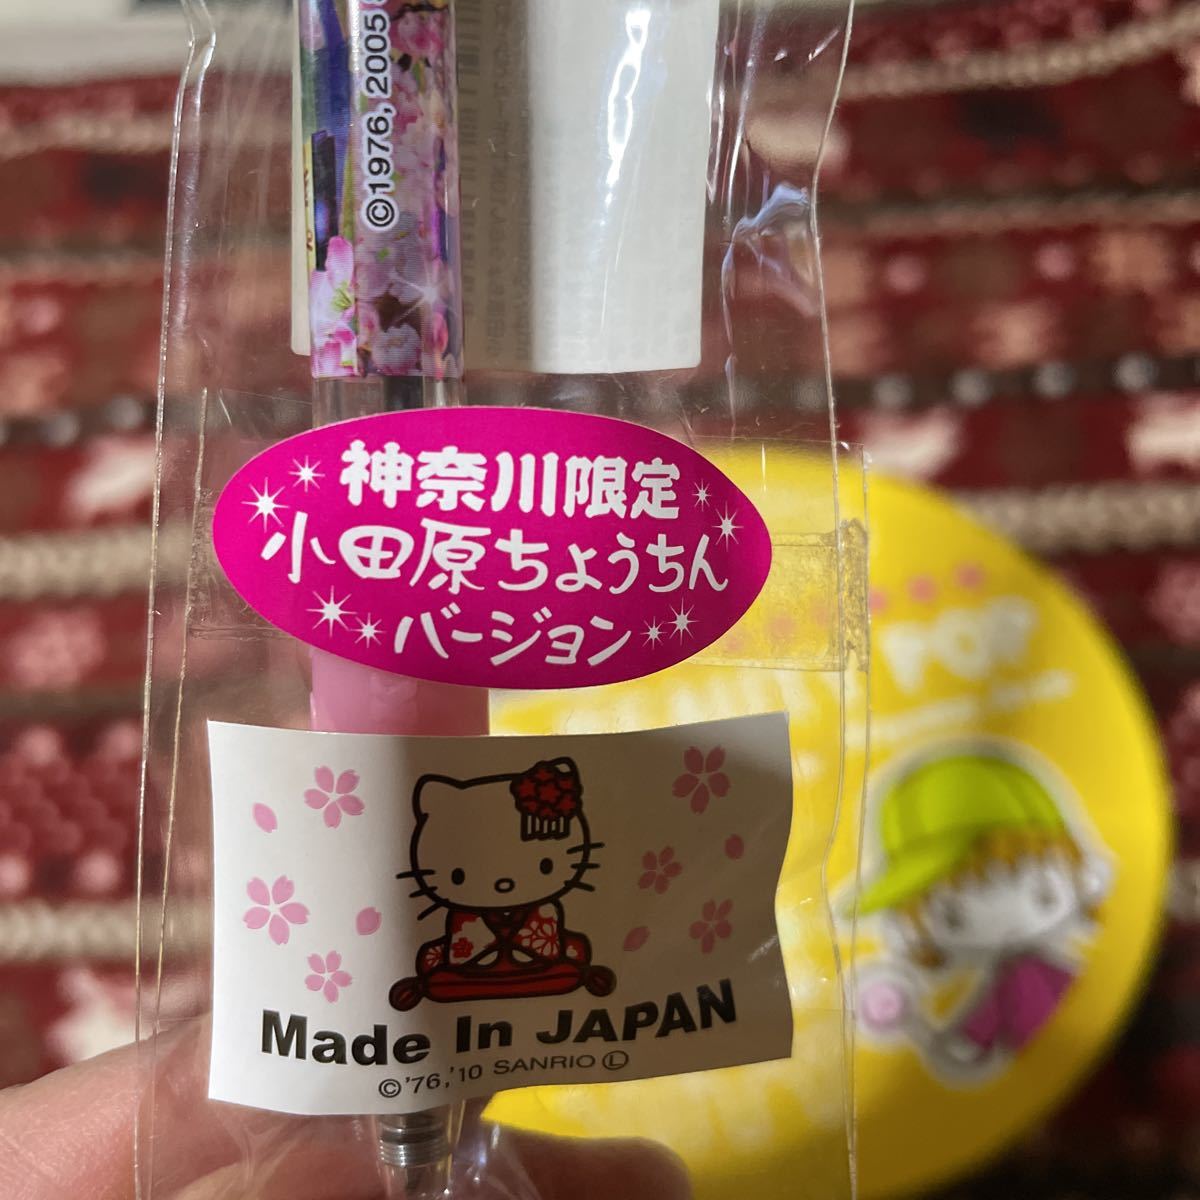 ©1976, 2005
神奈川限定
小田原ちょうちん
バージョン
Made In JAPAN
©'76,'10 SANRIO Ⓛ
POP